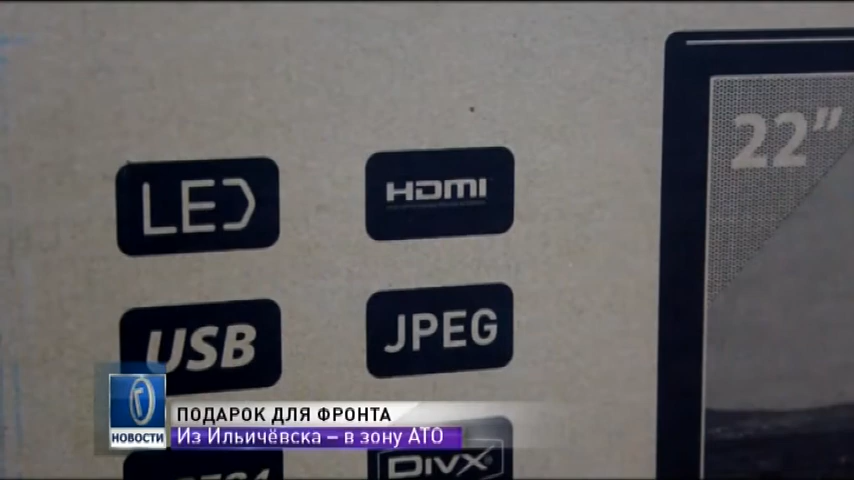 22"
LED
HDMI
USB
JPEG
ПОДАРОК ДЛЯ ФРОНТА
НОВОСТИ
Из Ильичёвска – в зону АТО
DIVX®